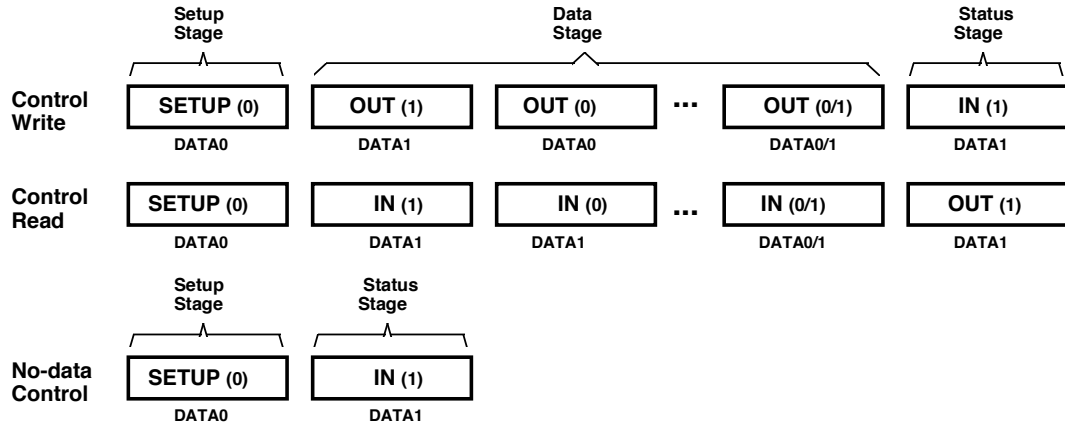 Setup Stage
Data Stage
Status Stage
Control Write
SETUP (0)
OUT (1)
OUT (0)
...
OUT (0/1)
IN (1)
DATA0
DATA1
DATA0
DATA0/1
DATA1
Control Read
SETUP (0)
IN (1)
IN (0)
...
IN (0/1)
OUT (1)
DATA0
DATA1
DATA1
DATA0/1
DATA1
Setup Stage
Status Stage
No-data Control
SETUP (0)
IN (1)
DATA0
DATA1